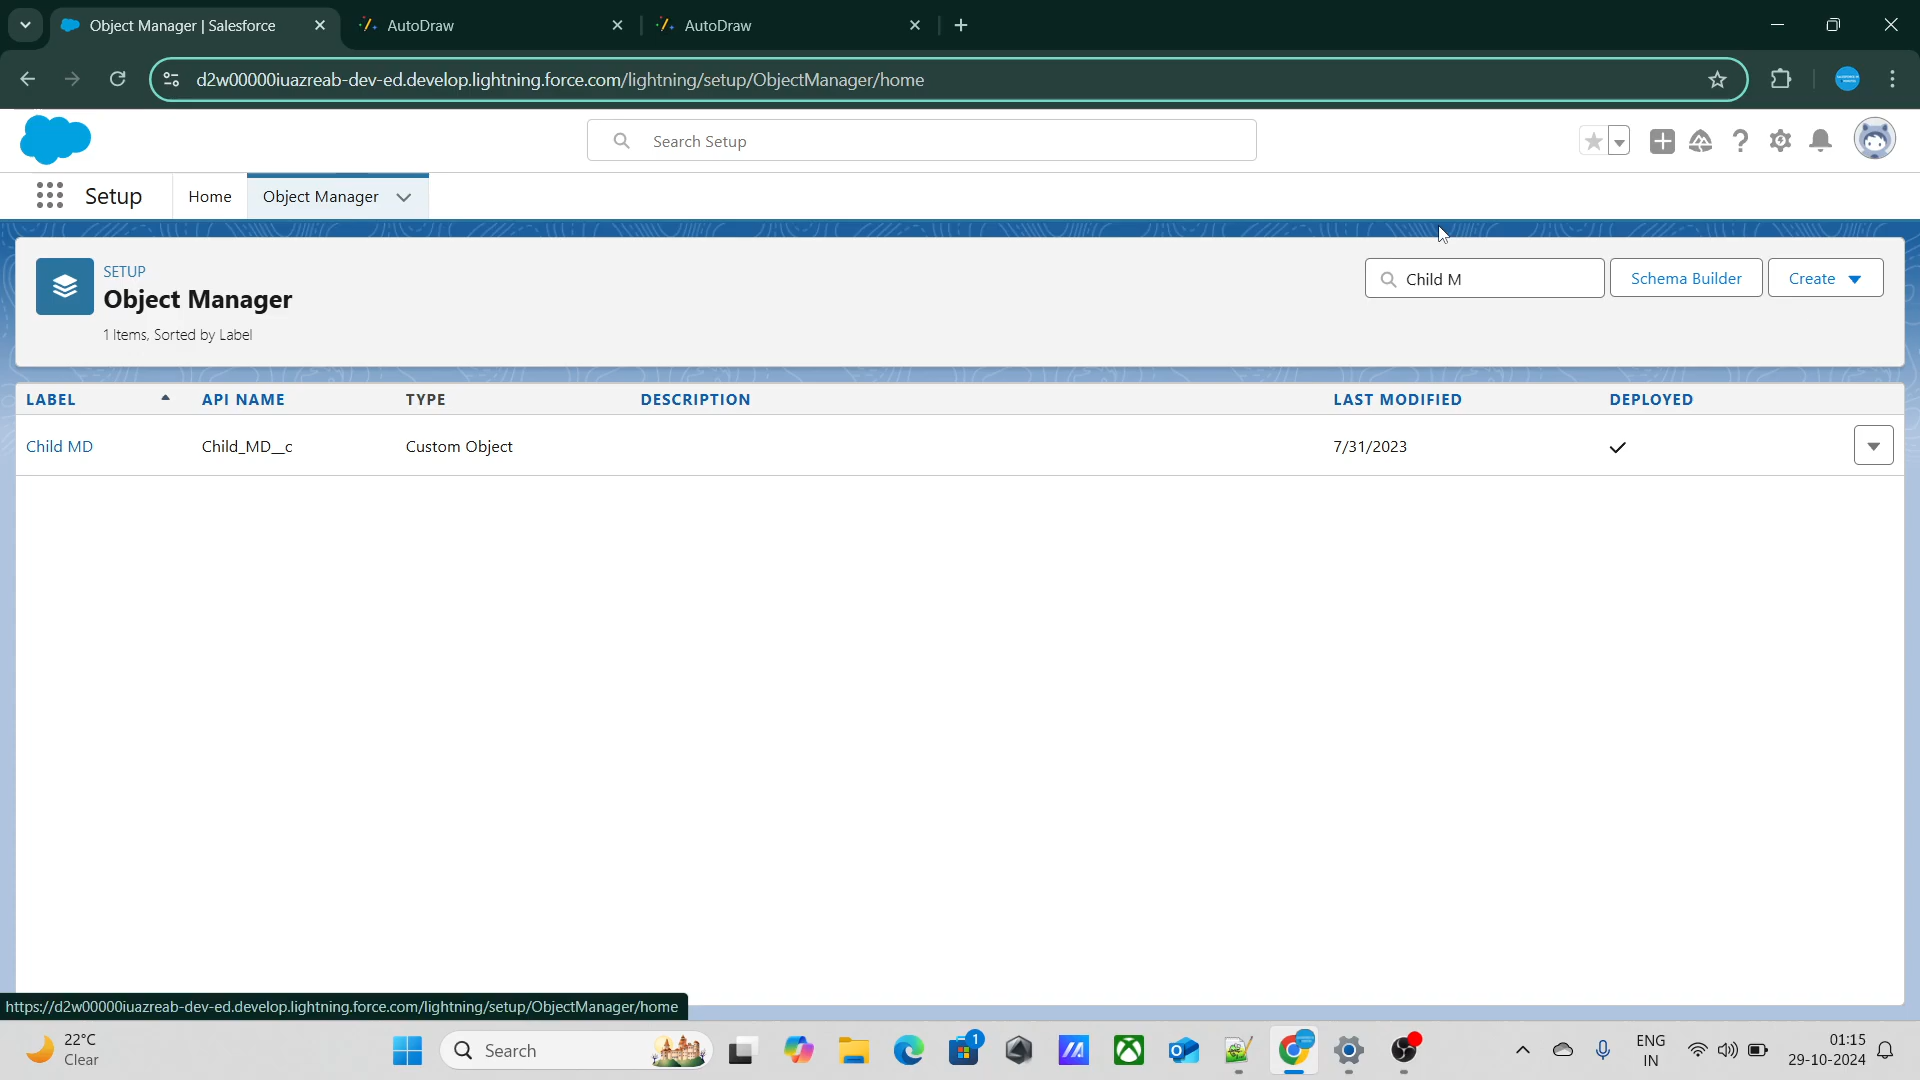 Object Manager | Salesforce
AutoDraw
AutoDraw
d2w00000iuazreab-dev-ed.develop.lightning.force.com/lightning/setup/ObjectManager/home
Search Setup
Setup
Home
Object Manager
SETUP
Object Manager
1 Items, Sorted by Label
Child M
Schema Builder
Create
LABEL API NAME TYPE DESCRIPTION LAST MODIFIED DEPLOYED
Child MD Child_MD__c Custom Object 7/31/2023
https://d2w00000iuazreab-dev-ed.develop.lightning.force.com/lightning/setup/ObjectManager/home
22°C
Clear
Search
1
ENG
IN
01:15
29-10-2024